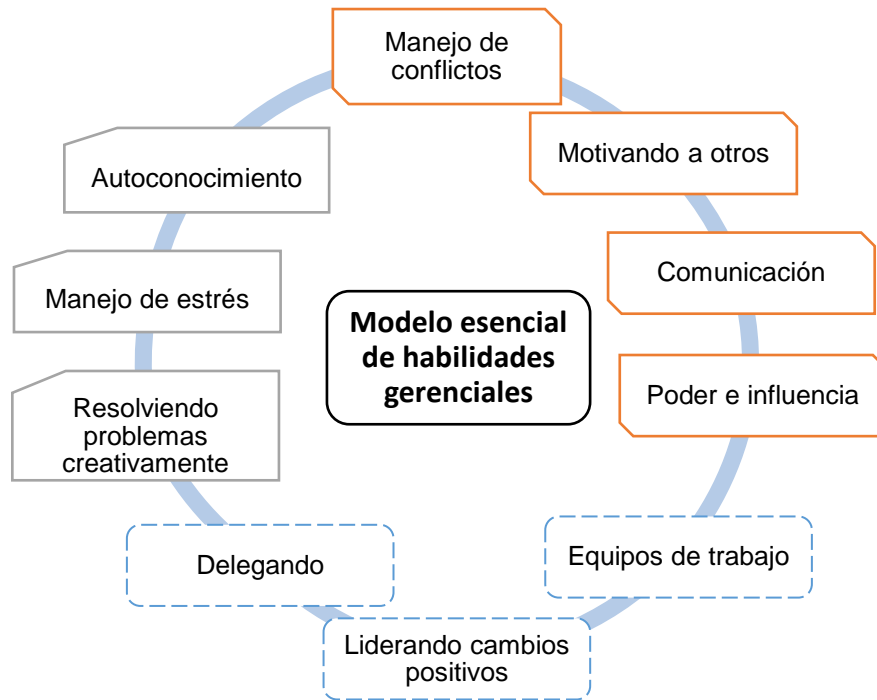 Manejo de
conflictos
Motivando a otros
Autoconocimiento
Comunicación
Manejo de estrés
Modelo esencial
de habilidades
gerenciales
Poder e influencia
Resolviendo
problemas
creativamente
Equipos de trabajo
Delegando
Liderando cambios
positivos